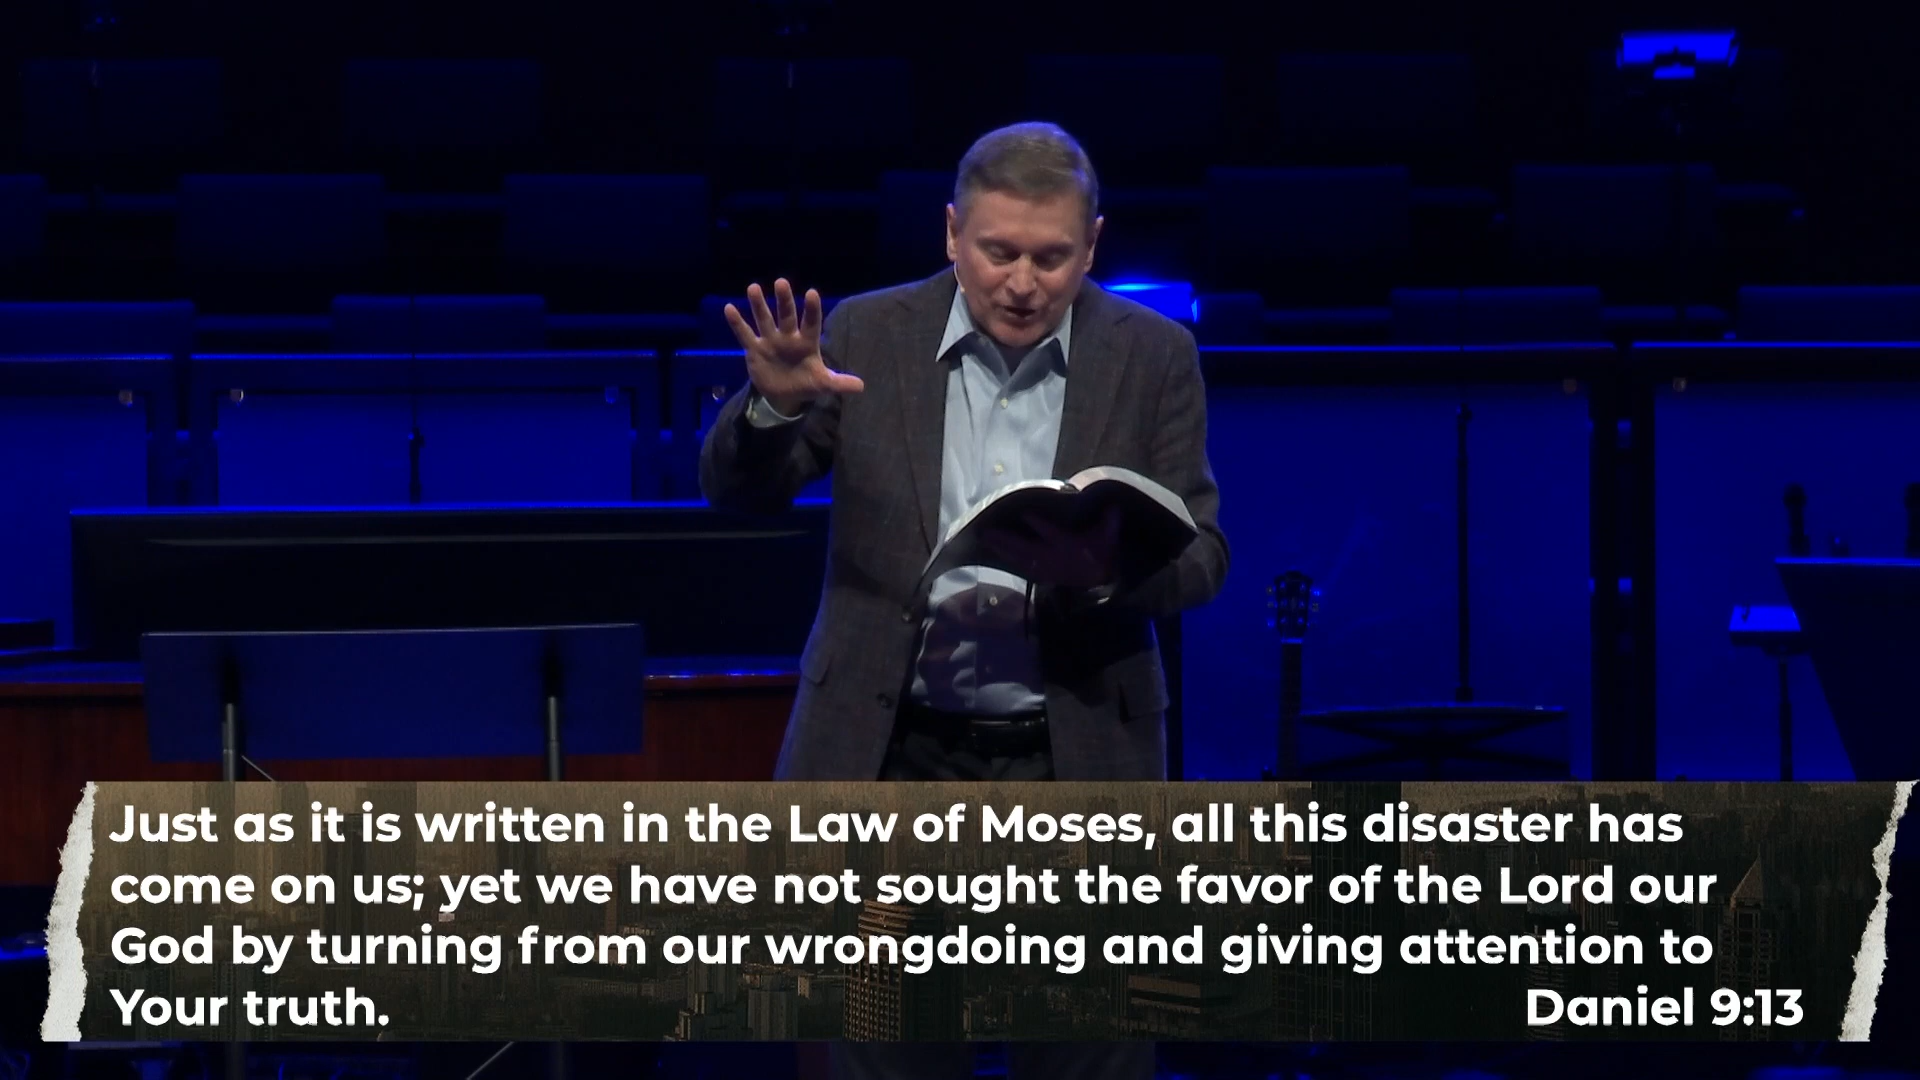 Just as it is written in the Law of Moses, all this disaster has
come on us; yet we have not sought the favor of the Lord our
God by turning from our wrongdoing and giving attention to
Your truth.
Daniel 9:13